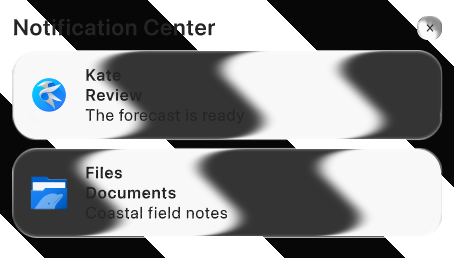 Notification Center
Kate
Review
The forecast is ready
Files
Documents
Coastal field notes